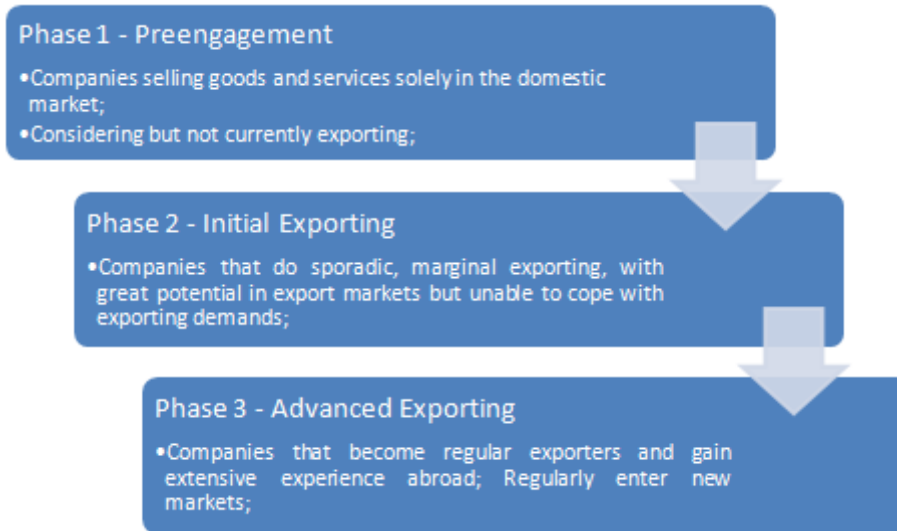 Phase 1 - Preengagement
•Companies selling goods and services solely in the domestic
market;
•Considering but not currently exporting;
Phase 2 - Initial Exporting
•Companies that do sporadic, marginal exporting, with
great potential in export markets but unable to cope with
exporting demands;
Phase 3 - Advanced Exporting
•Companies that become regular exporters and gain
extensive experience abroad; Regularly enter new
markets;